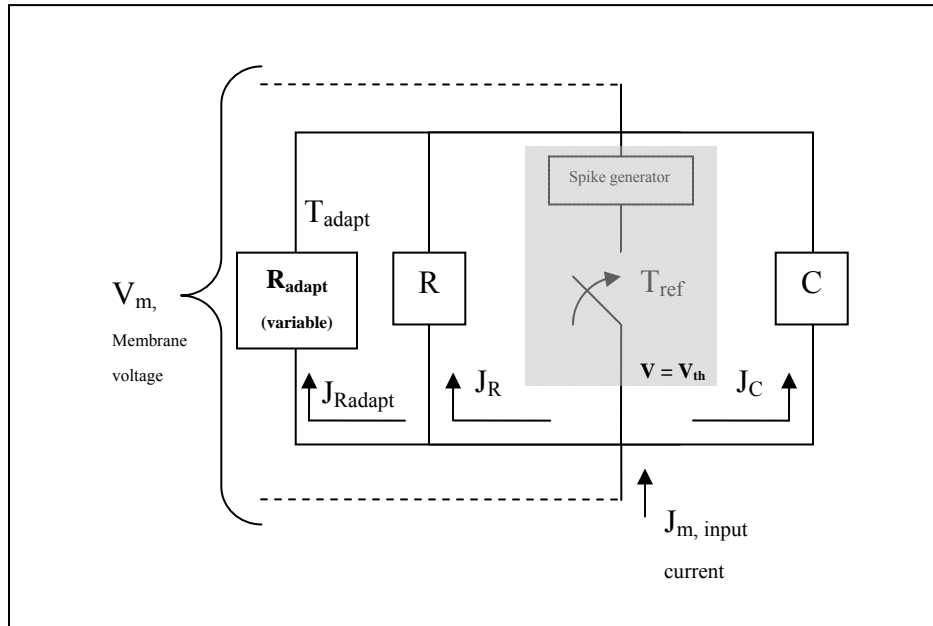 Spike generator
T_adapt
V_m,
Membrane
voltage
R_adapt
(variable)
R
T_ref
C
V = V_th
J_Radapt
J_R
J_C
J_m, input
current